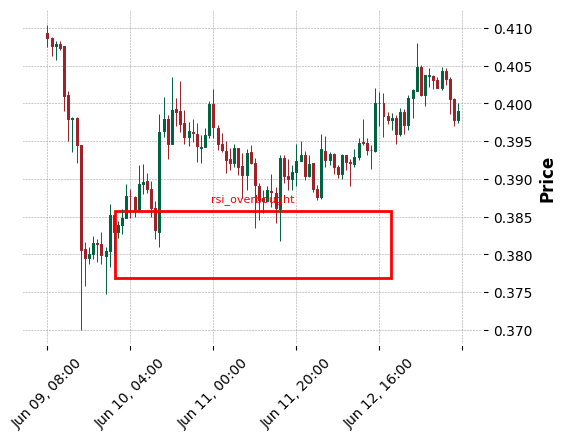 0.410
0.405
0.400
0.395
0.390
0.385
0.380
0.375
0.370
Price
rsi_overbought
Jun 09, 08:00
Jun 10, 04:00
Jun 11, 00:00
Jun 11, 20:00
Jun 12, 16:00